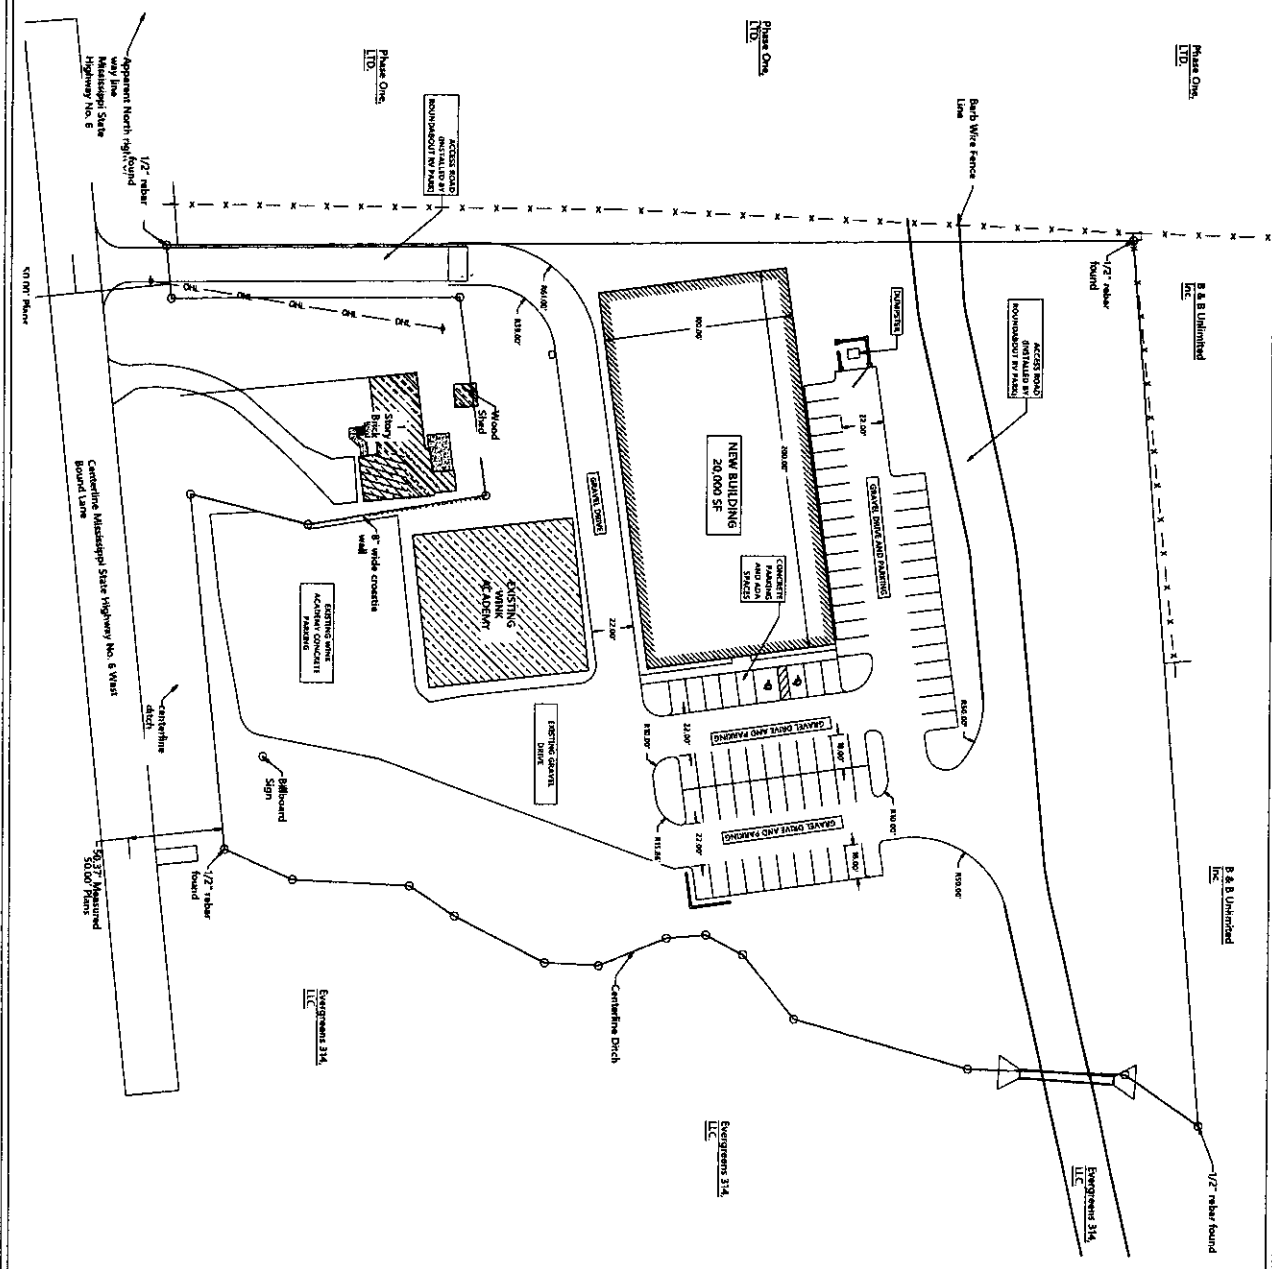 Phase One,
LTD.
Phase One,
LTD.
Phase One,
LTD.
Barb Wire Fence
Line
ACCESS ROAD
(INSTALLED BY
ROUNDABOUT RV PARK)
Apparent North right of
way line
Mississippi State
Highway No. 6
1/2" rebar
found
1/2" rebar
found
B & B Unlimited
Inc
ACCESS ROAD
(INSTALLED BY
ROUNDABOUT RV PARK)
DUMPSTER
R61.00'
R39.00'
100.00'
200.00'
22.00'
50.00' Plans
OHL
OHL
OHL
OHL
OHL
Wood
Shed
1
Story
Brick
NEW BUILDING
20,000 SF
GRAVEL DRIVE
GRAVEL DRIVE AND PARKING
CONCRETE
PARKING
AND ADA
SPACES
Centerline Mississippi State Highway No. 6 West
Bound Lane
8" wide crosstie
wall
EXISTING
WINK
ACADEMY
EXISTING WINK
ACADEMY CONCRETE
PARKING
22.00'
centerline
ditch
Billboard
Sign
EXISTING GRAVEL
DRIVE
R10.00'
22.00'
GRAVEL DRIVE AND PARKING
18.00'
R50.00'
R15.86'
22.00'
GRAVEL DRIVE AND PARKING
18.00'
R10.00'
R50.00'
50.37' Measured
50.00' Plans
1/2" rebar
found
B & B Unlimited
Inc
Evergreens 314,
LLC
Centerline Ditch
Evergreens 314,
LLC
Evergreens 314,
LLC
1/2" rebar found